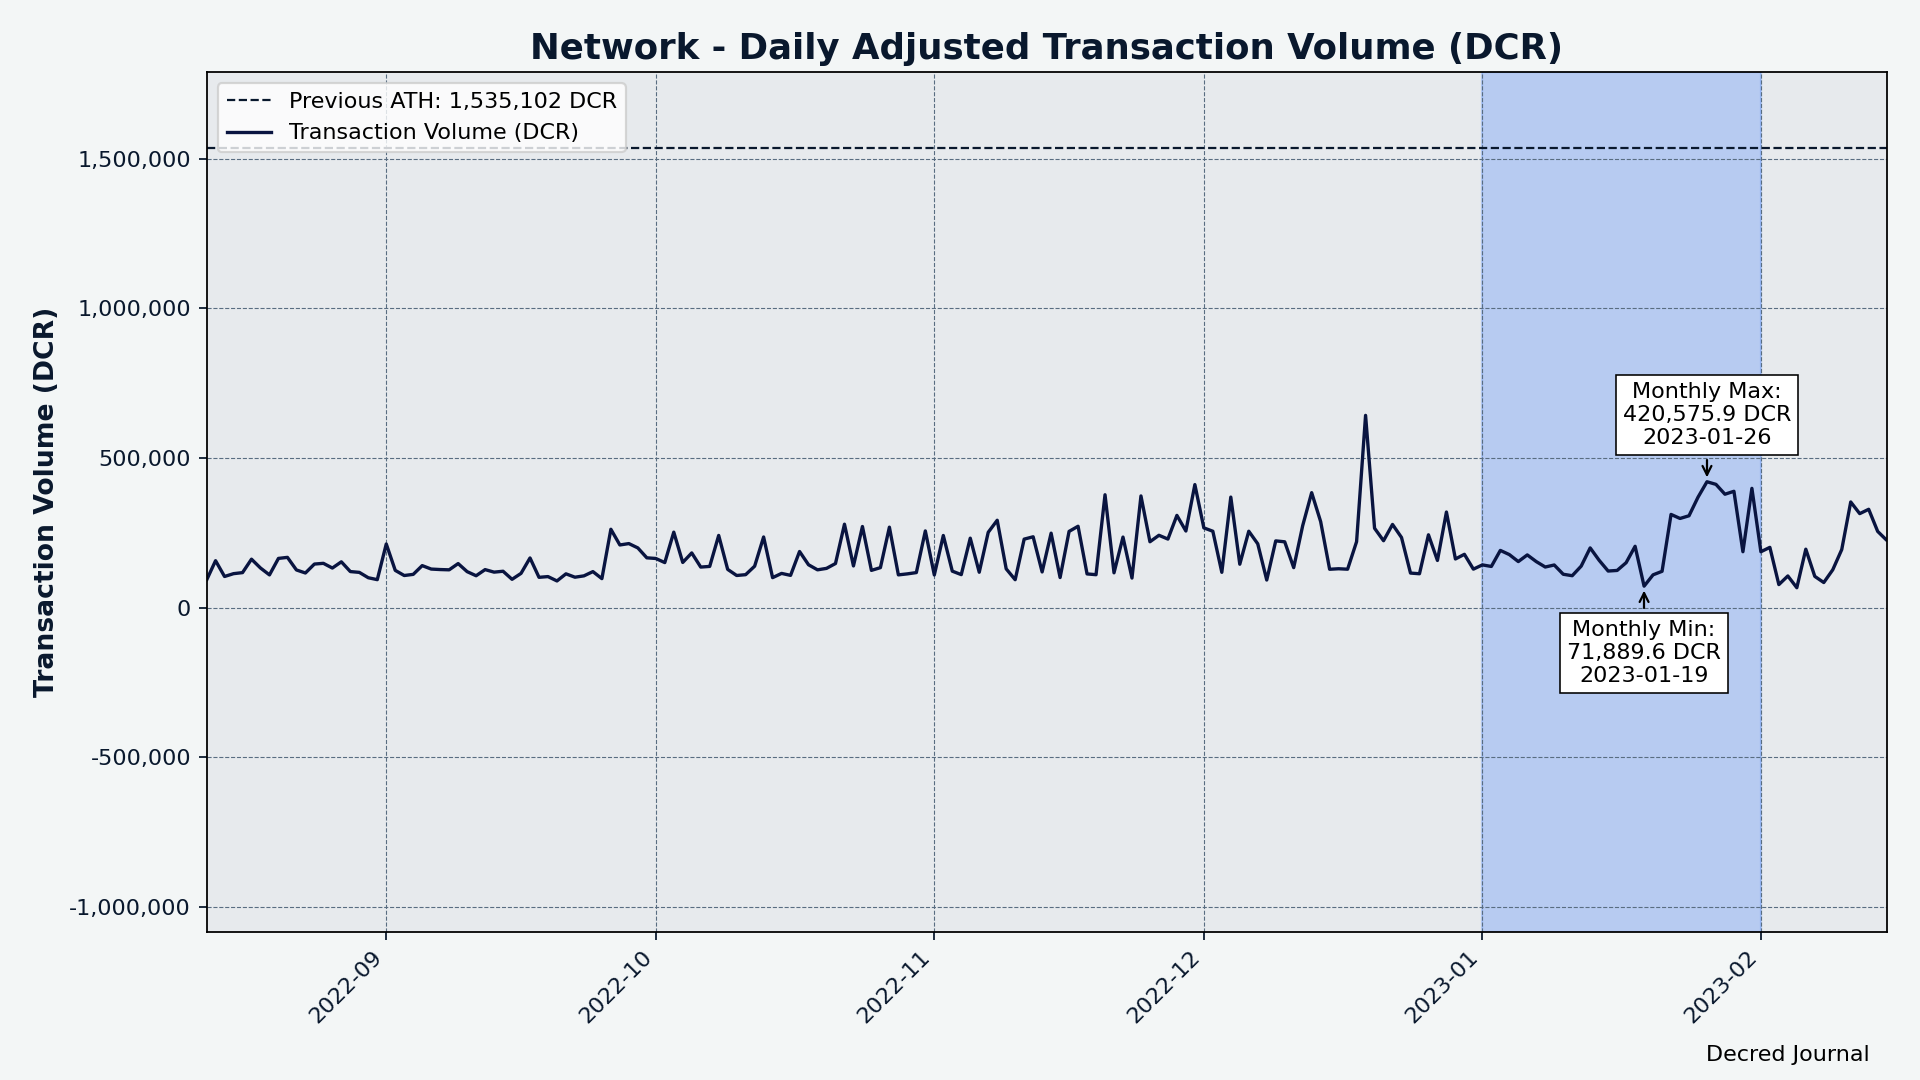 Network - Daily Adjusted Transaction Volume (DCR)
Previous ATH: 1,535,102 DCR
Transaction Volume (DCR)
Transaction Volume (DCR)
1,500,000
1,000,000
500,000
0
-500,000
-1,000,000
Monthly Max:
420,575.9 DCR
2023-01-26
Monthly Min:
71,889.6 DCR
2023-01-19
2022-09
2022-10
2022-11
2022-12
2023-01
2023-02
Decred Journal